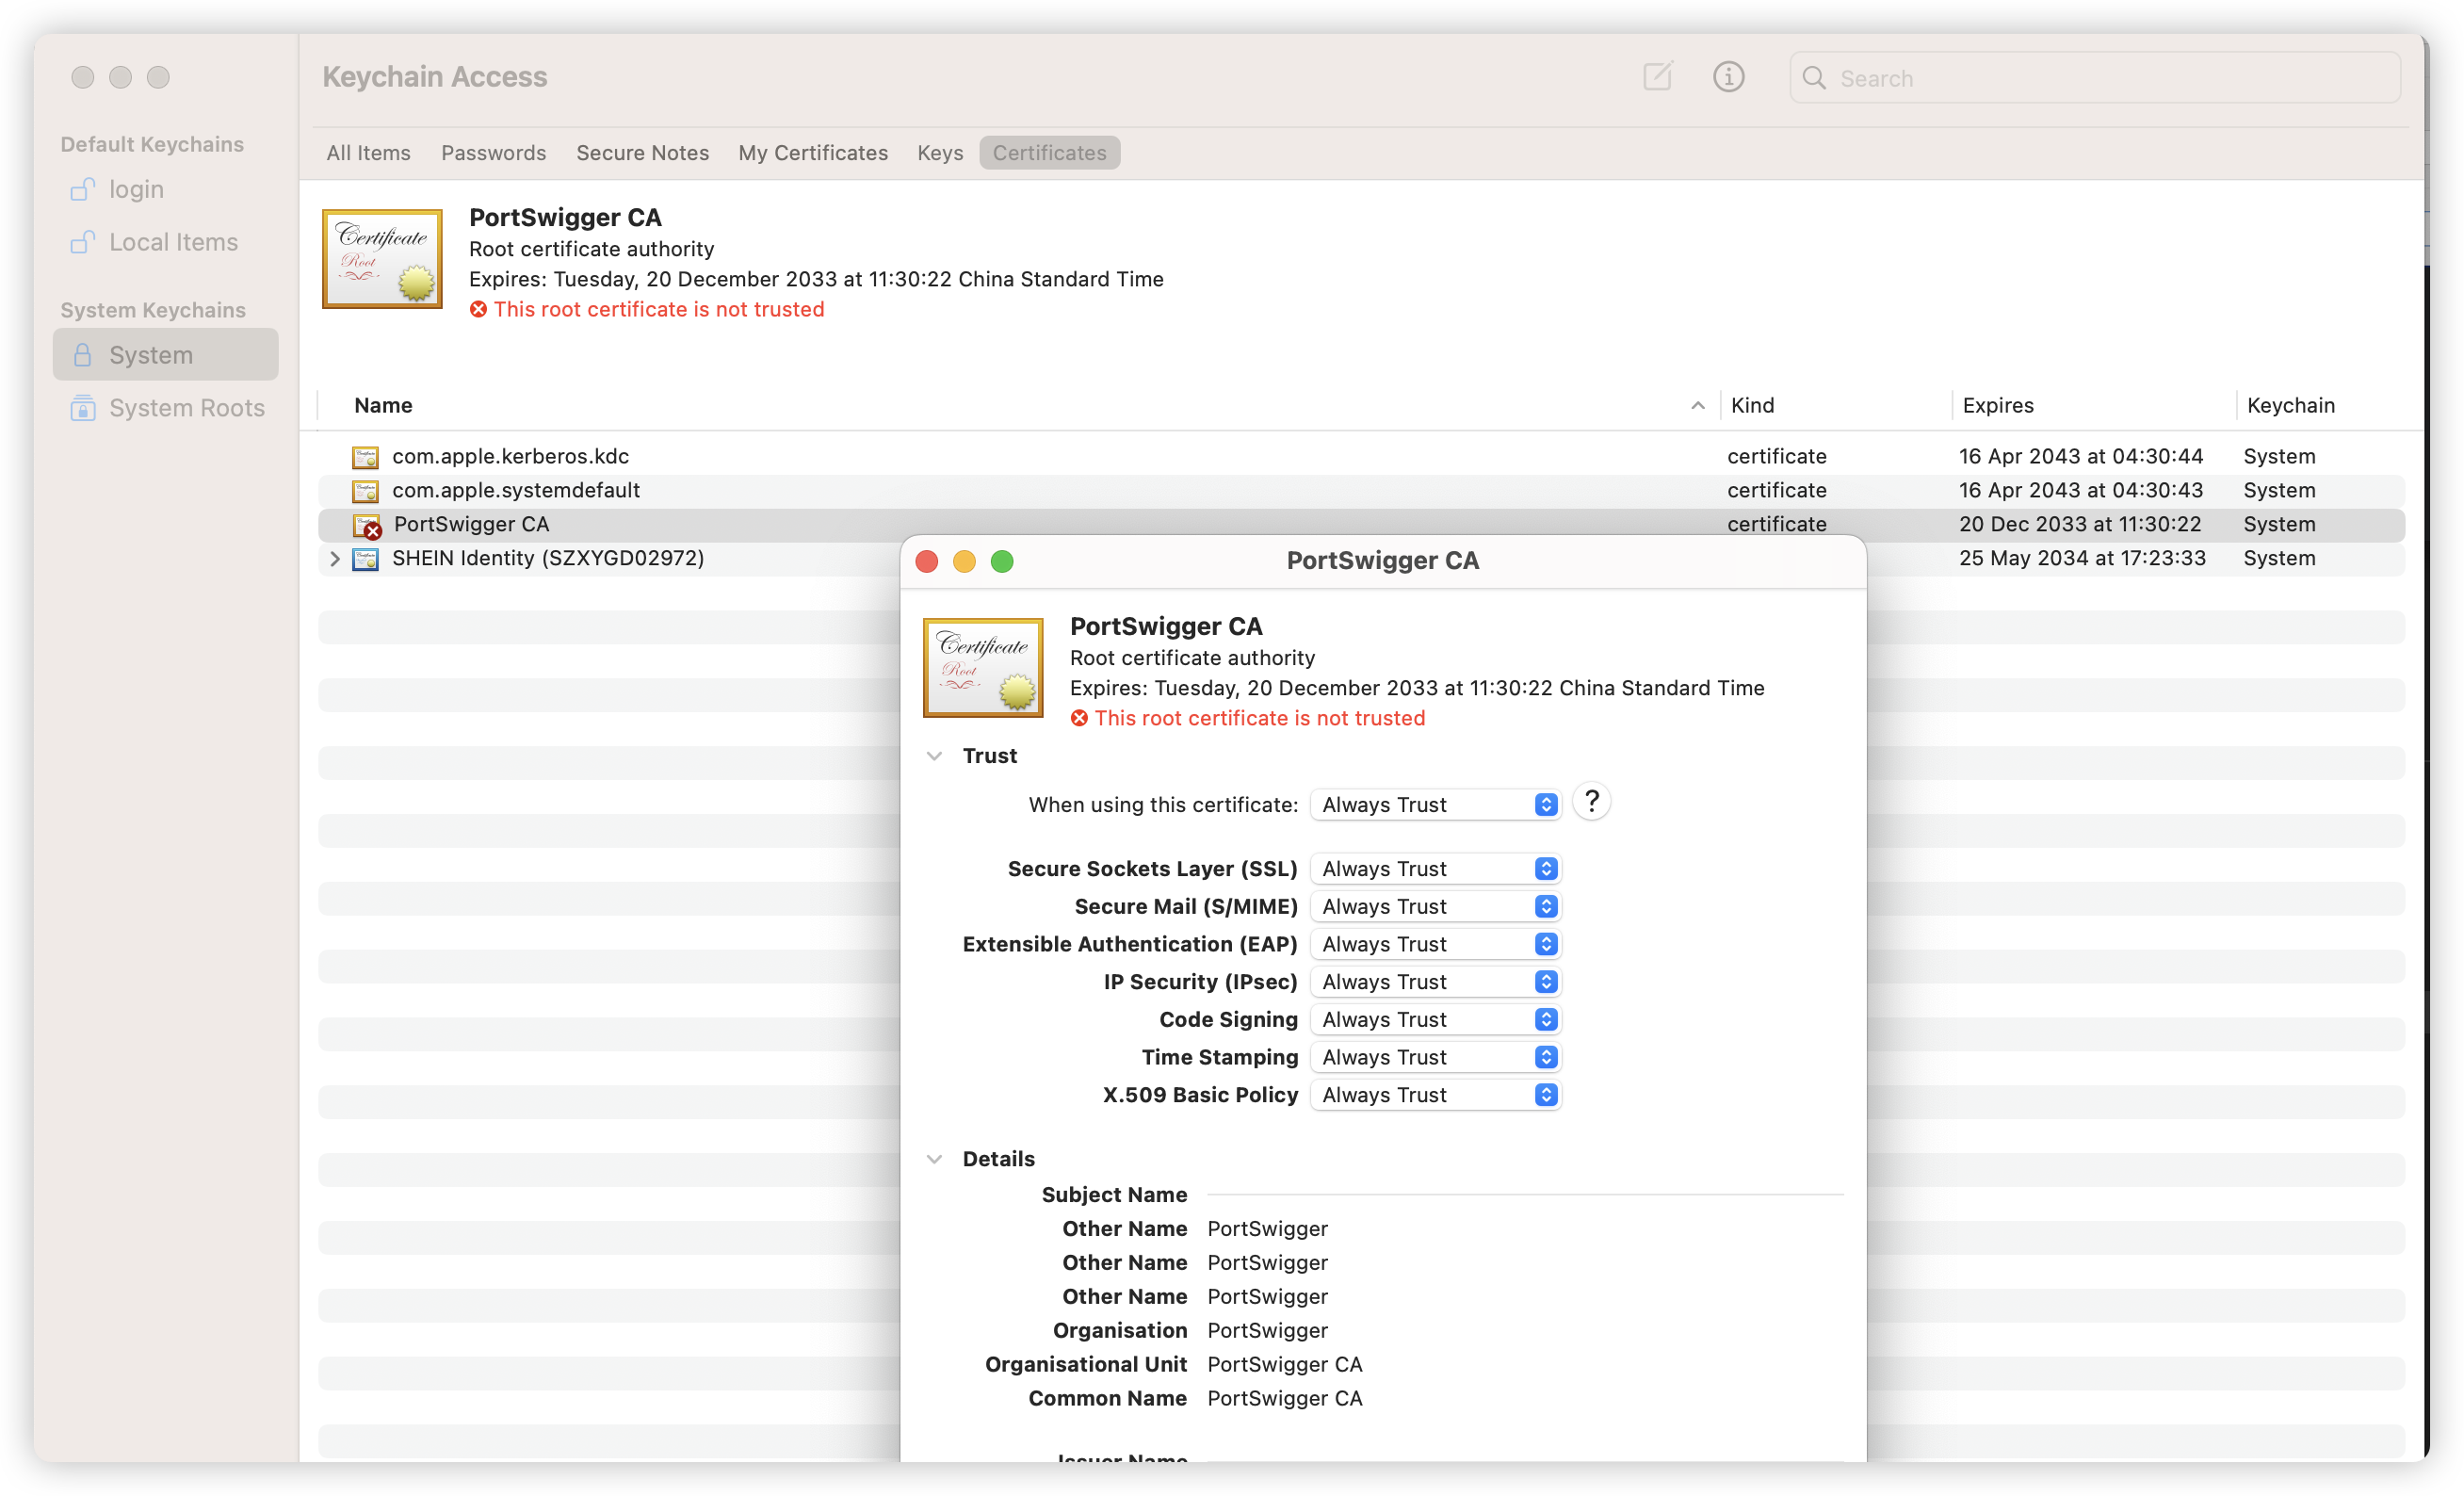 Keychain Access
Search
Default Keychains
login
Local Items
System Keychains
System
System Roots
All Items Passwords Secure Notes My Certificates Keys Certificates
Certificate
Root
PortSwigger CA
Root certificate authority
Expires: Tuesday, 20 December 2033 at 11:30:22 China Standard Time
This root certificate is not trusted
Name Kind Expires Keychain
com.apple.kerberos.kdc certificate 16 Apr 2043 at 04:30:44 System
com.apple.systemdefault certificate 16 Apr 2043 at 04:30:43 System
PortSwigger CA certificate 20 Dec 2033 at 11:30:22 System
SHEIN Identity (SZXYGD02972) 25 May 2034 at 17:23:33 System
PortSwigger CA
Certificate
Root
PortSwigger CA
Root certificate authority
Expires: Tuesday, 20 December 2033 at 11:30:22 China Standard Time
This root certificate is not trusted
Trust
When using this certificate: Always Trust ?
Secure Sockets Layer (SSL) Always Trust
Secure Mail (S/MIME) Always Trust
Extensible Authentication (EAP) Always Trust
IP Security (IPsec) Always Trust
Code Signing Always Trust
Time Stamping Always Trust
X.509 Basic Policy Always Trust
Details
Subject Name
Other Name PortSwigger
Other Name PortSwigger
Other Name PortSwigger
Organisation PortSwigger
Organisational Unit PortSwigger CA
Common Name PortSwigger CA
Issuer Name